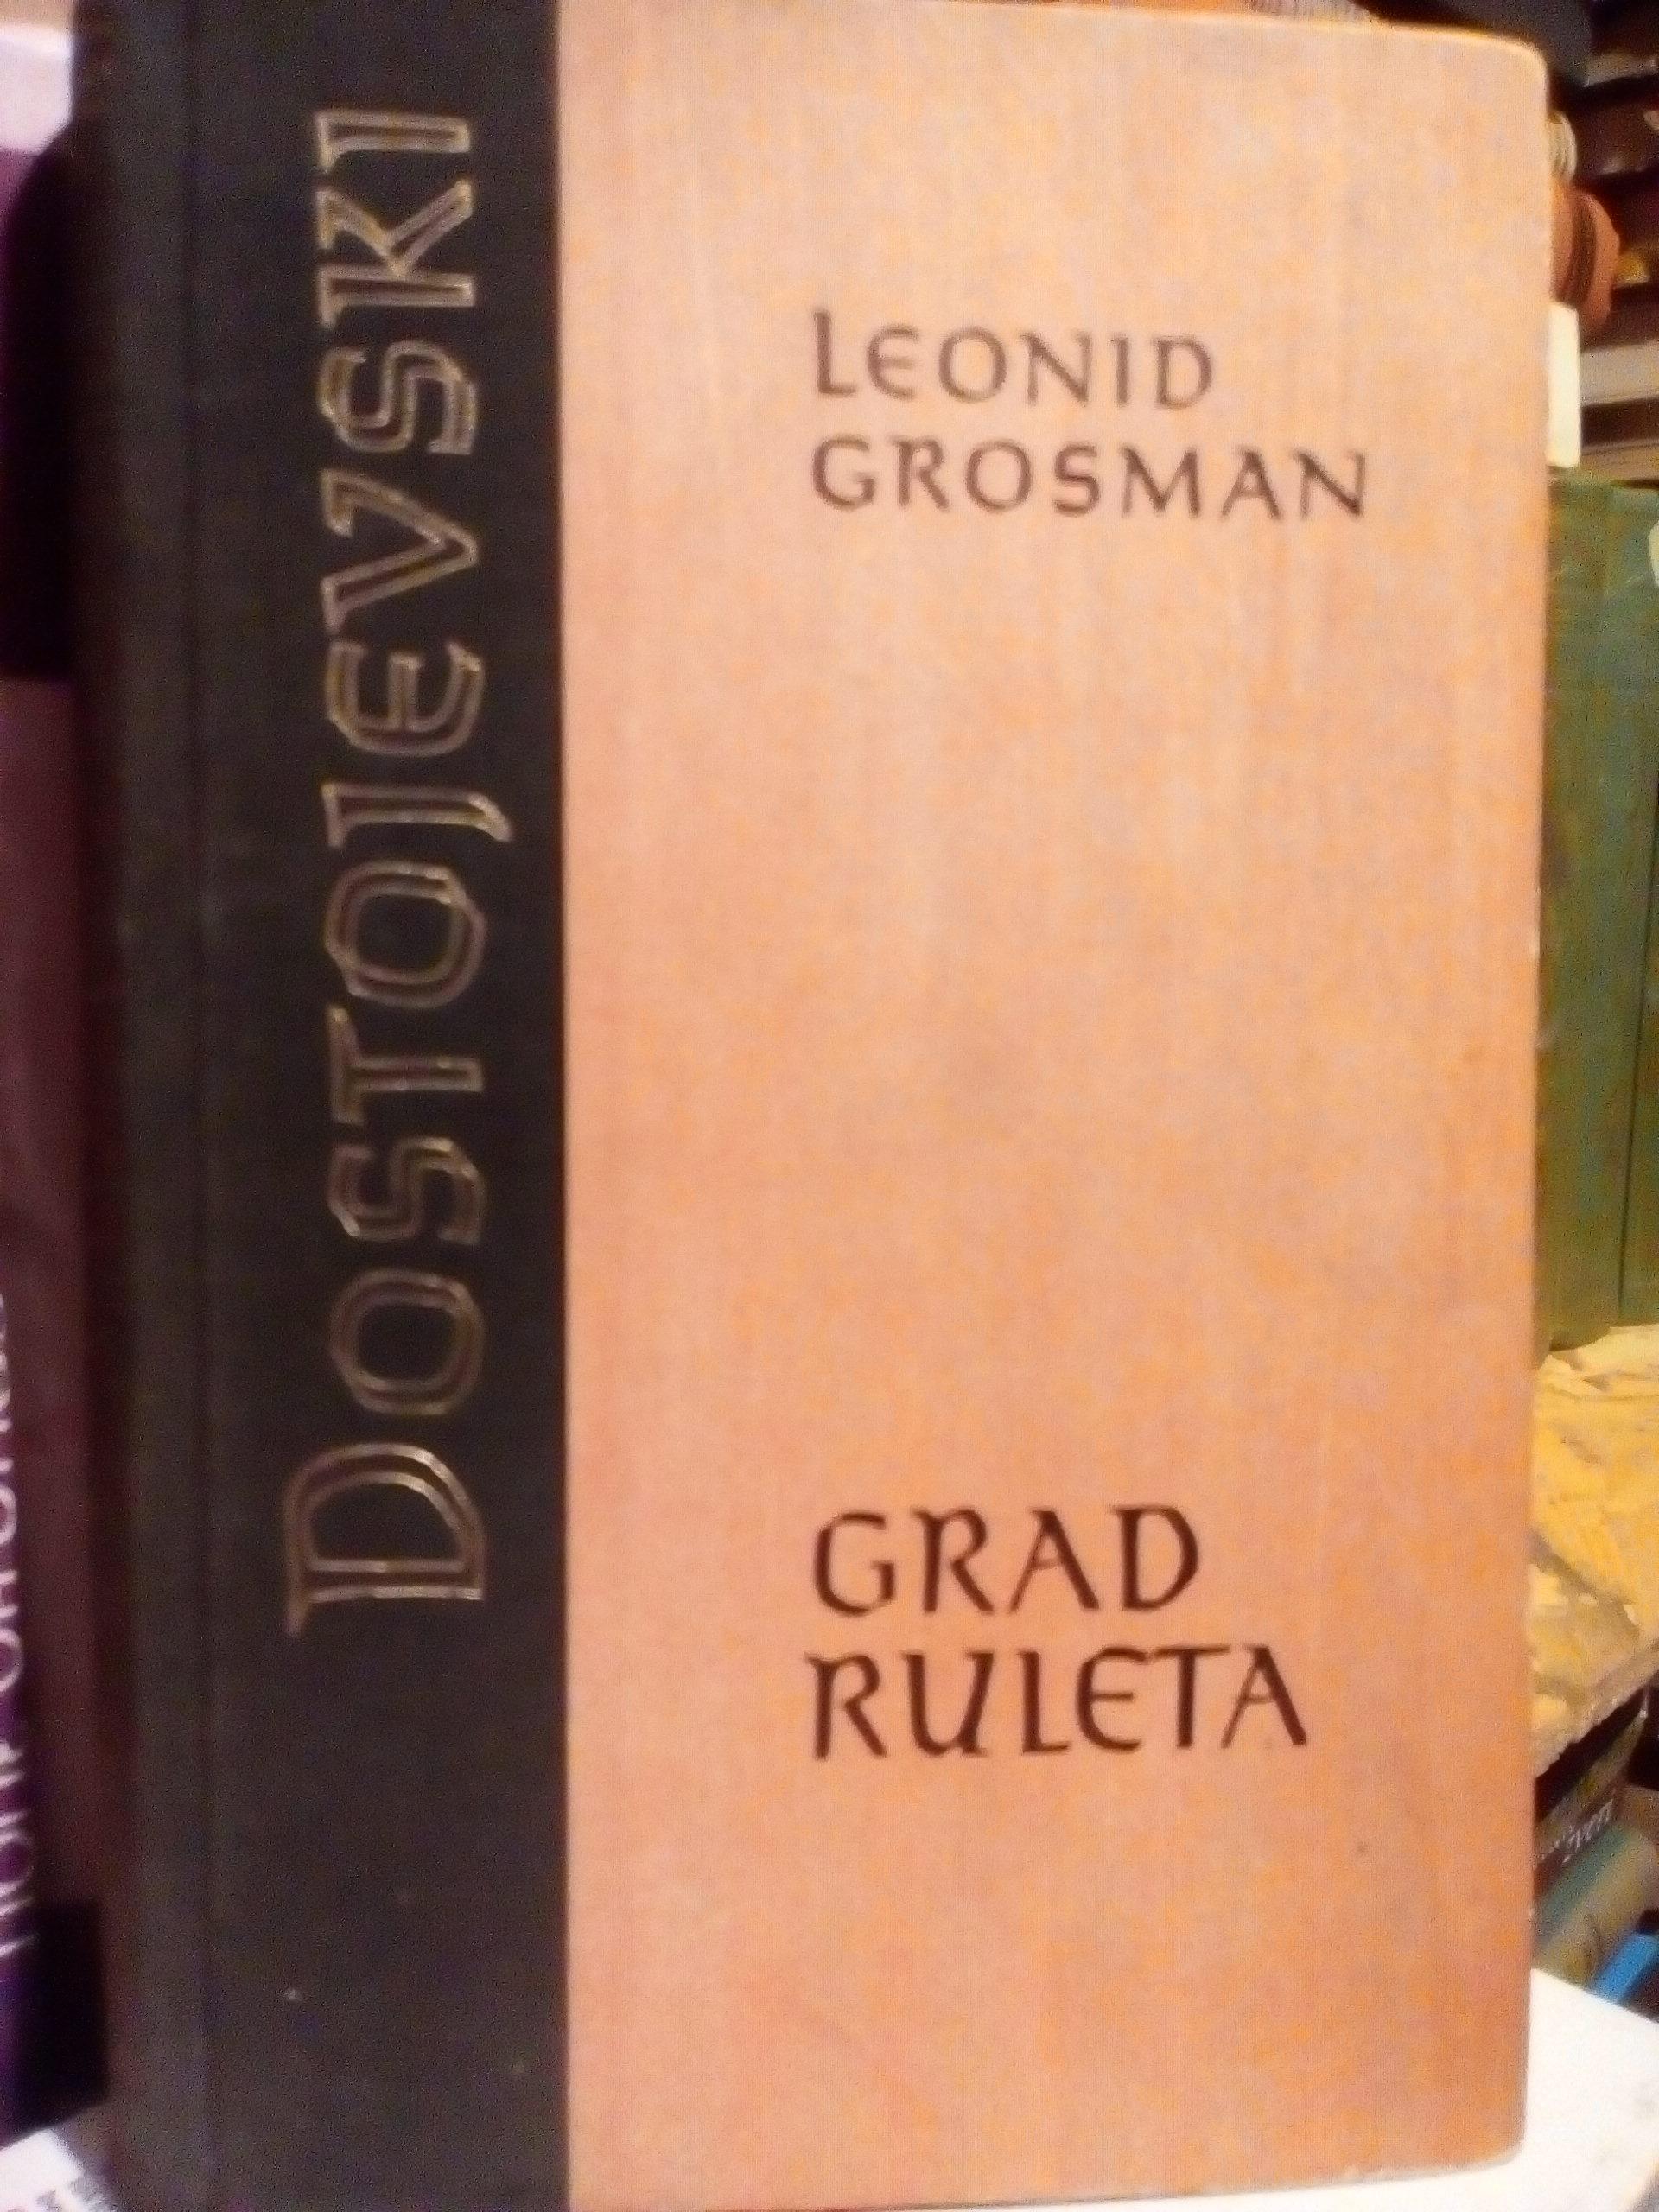 DOSTOJEVSKI
LEONID
GROSMAN
GRAD
RULETA